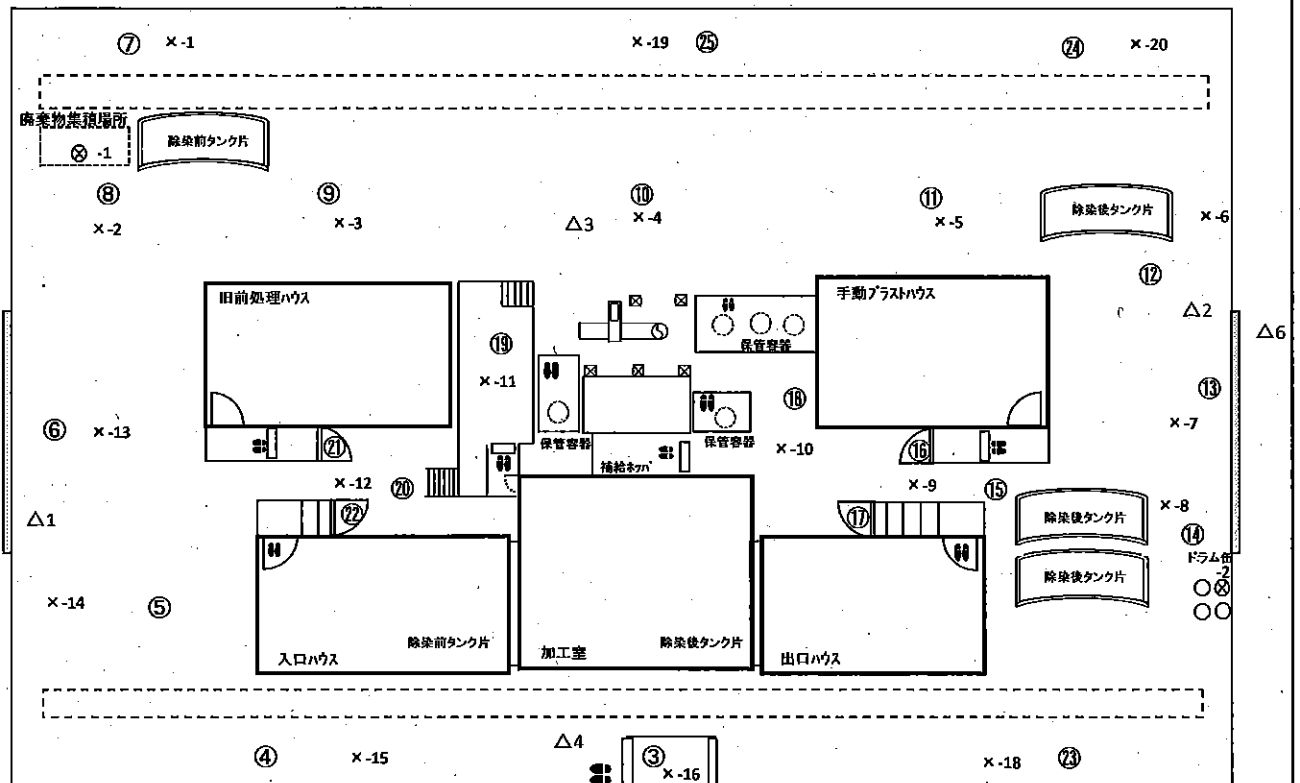 ⑦ ×-1 ×-19 ㉕ ㉔ ×-20
廃棄物集積場所
除染前タンク片
⊗ -1
⑧ ⑨ ⑩ ⑪
除染後タンク片
×-2 ×-3 △3 ×-4 ×-5 ×-6
⑫
旧前処理ハウス
手動ブラストハウス
△2
△6
⑲
保管容器
×-11
⑱ ⑬
⑥ ×-13
保管容器 保管容器
×-7
㉑ ⑯
×-10
補給ホッパ
×-12 ⑳ ×-9 ⑮
△1 ㉒ ⑰
除染後タンク片
×-8
⑭
ドラム缶
-2
除染後タンク片
×-14 ⑤
除染前タンク片 除染後タンク片
入口ハウス 加工室 出口ハウス
④ ×-15 △4 ③ ×-16 ×-18 ㉓